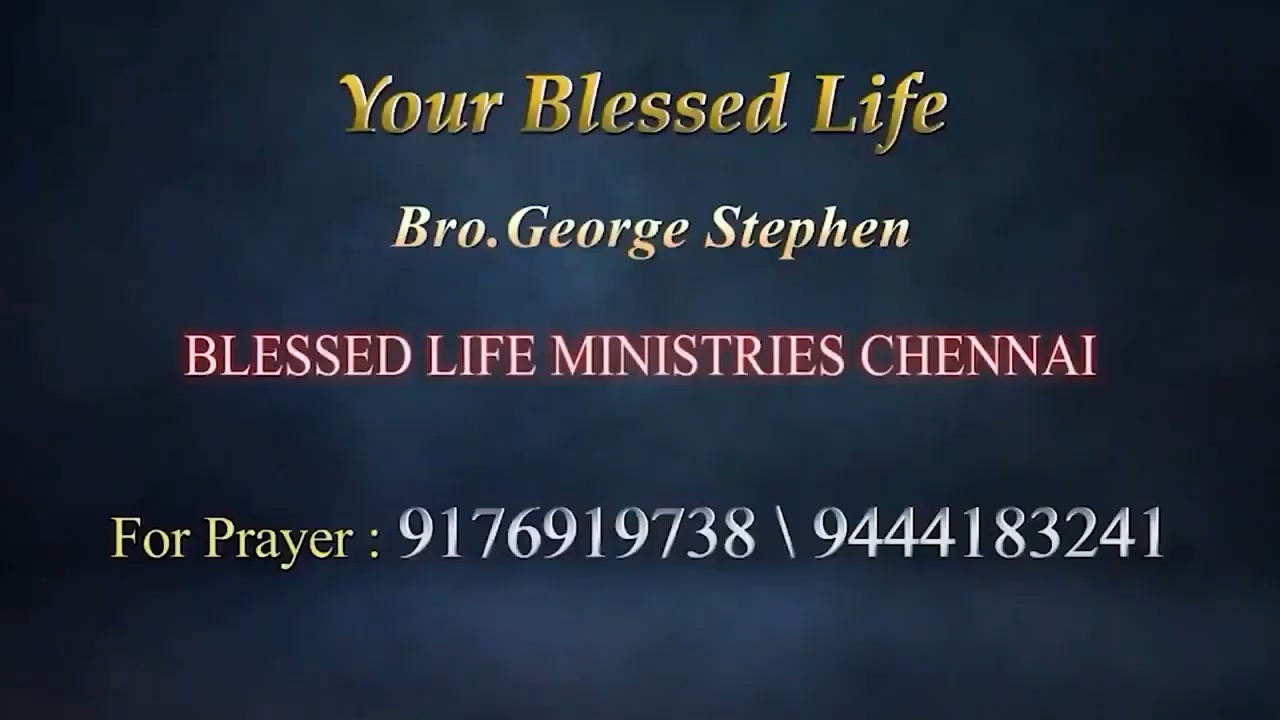 Your Blessed Life
Bro.George Stephen
BLESSED LIFE MINISTRIES CHENNAI
For Prayer : 9176919738 \ 9444183241